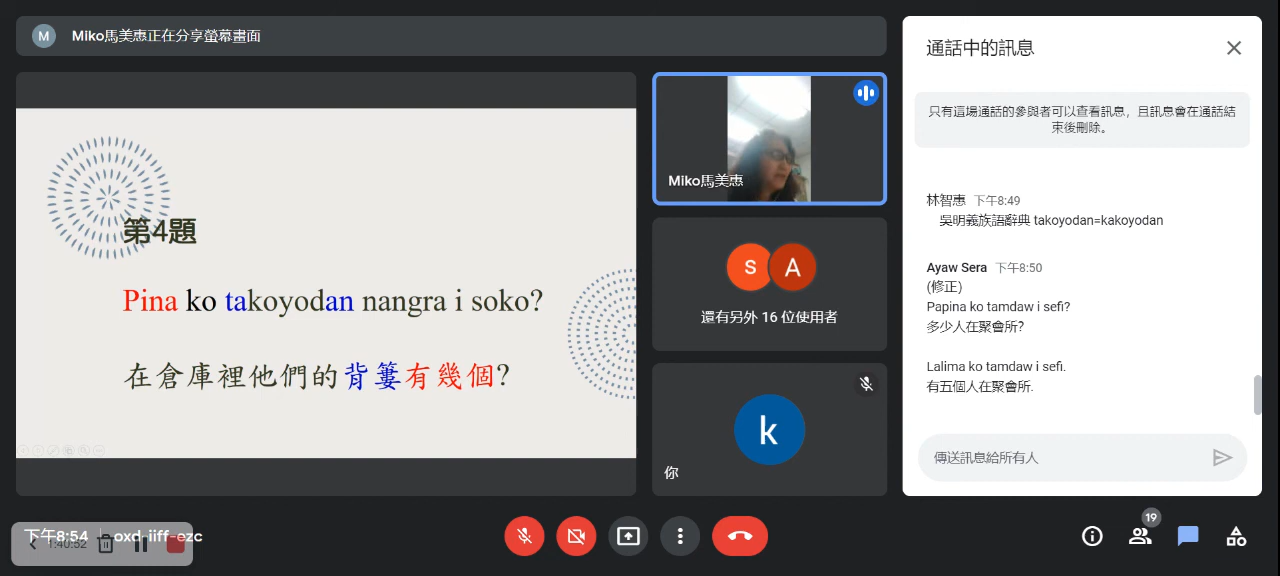 M Miko馬美惠正在分享螢幕畫面
第4題
Pina ko takoyodan nangra i soko?
在倉庫裡他們的背簍有幾個?
Miko馬美惠
S A
還有另外 16 位使用者
k
你
通話中的訊息
只有這場通話的參與者可以查看訊息，且訊息會在通話結
束後刪除。
林智惠 下午8:49
吳明義族語辭典 takoyodan=kakoyodan
Ayaw Sera 下午8:50
(修正)
Papina ko tamdaw i sefi?
多少人在聚會所?
Lalima ko tamdaw i sefi.
有五個人在聚會所.
傳送訊息給所有人
下午8:54 oxd-iiff-ezc
1:40:52
19